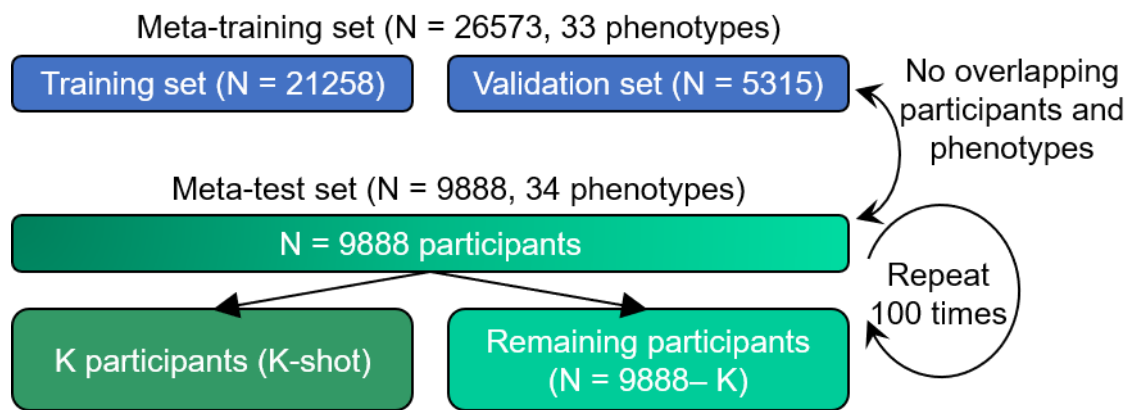 Meta-training set (N = 26573, 33 phenotypes)
Training set (N = 21258)
Validation set (N = 5315)
No overlapping
participants and
phenotypes
Meta-test set (N = 9888, 34 phenotypes)
N = 9888 participants
Repeat
100 times
K participants (K-shot)
Remaining participants
(N = 9888– K)